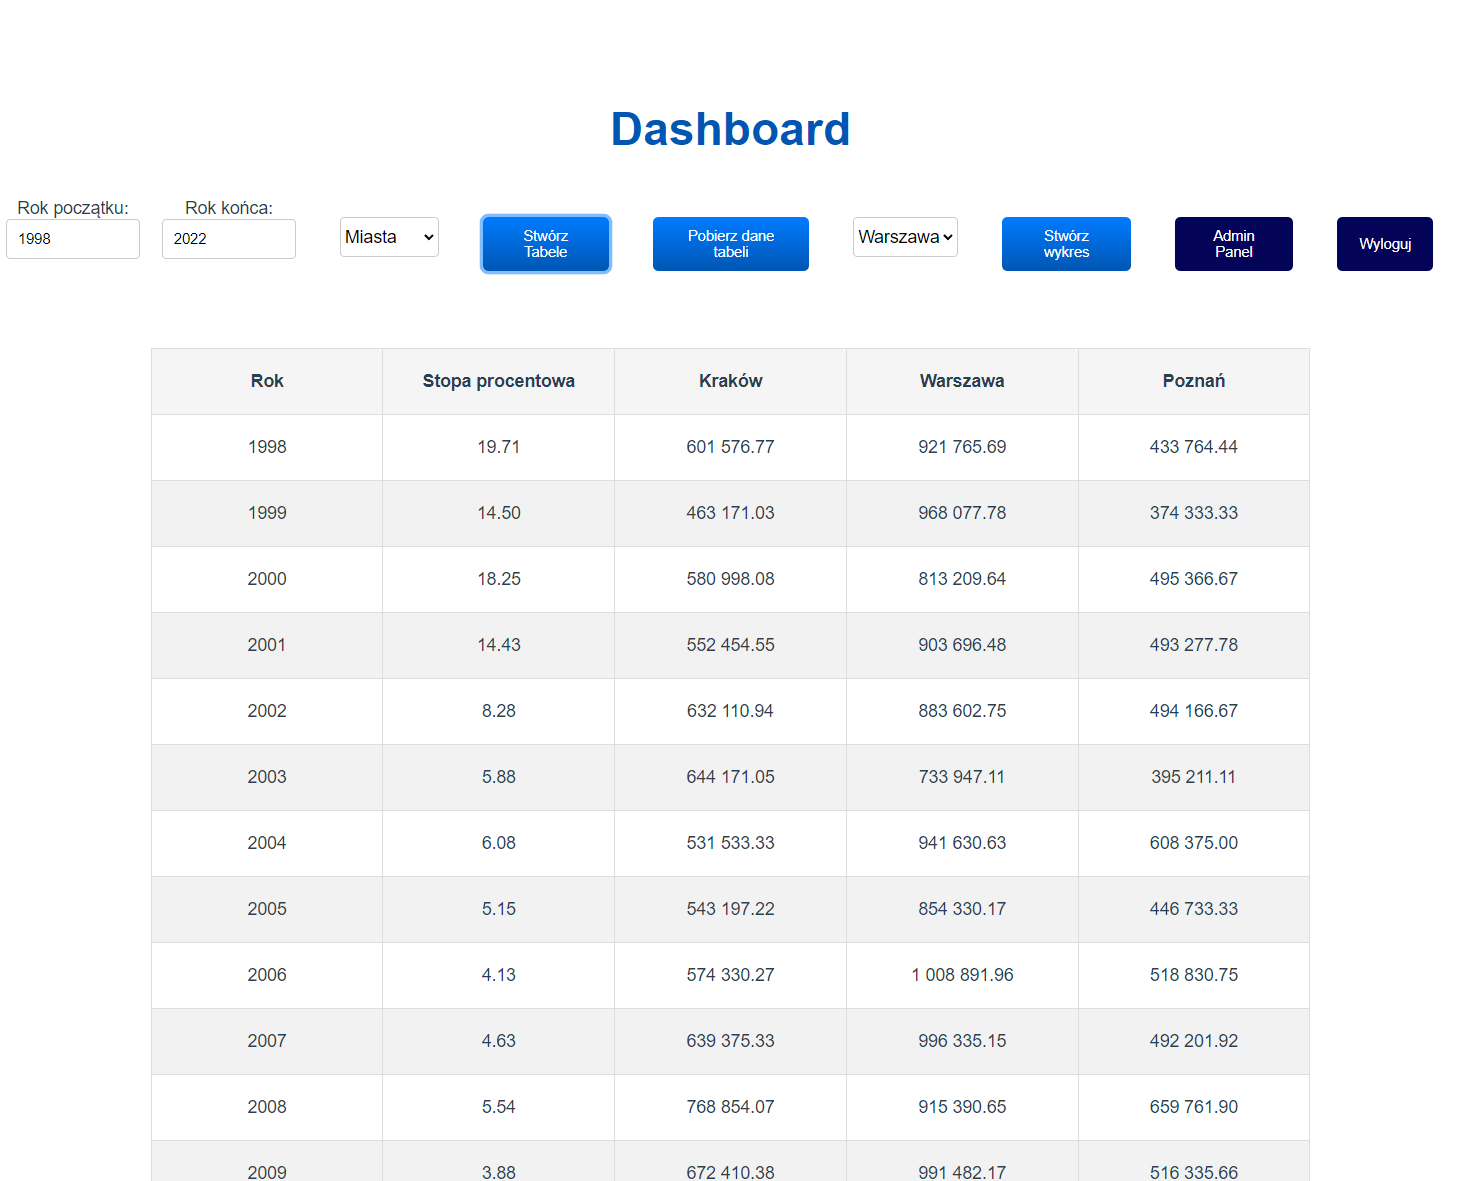 Dashboard
Rok początku: Rok końca:
1998 2022 Miasta Stwórz Tabele Pobierz dane tabeli Warszawa Stwórz wykres Admin Panel Wyloguj
Rok Stopa procentowa Kraków Warszawa Poznań
1998 19.71 601 576.77 921 765.69 433 764.44
1999 14.50 463 171.03 968 077.78 374 333.33
2000 18.25 580 998.08 813 209.64 495 366.67
2001 14.43 552 454.55 903 696.48 493 277.78
2002 8.28 632 110.94 883 602.75 494 166.67
2003 5.88 644 171.05 733 947.11 395 211.11
2004 6.08 531 533.33 941 630.63 608 375.00
2005 5.15 543 197.22 854 330.17 446 733.33
2006 4.13 574 330.27 1 008 891.96 518 830.75
2007 4.63 639 375.33 996 335.15 492 201.92
2008 5.54 768 854.07 915 390.65 659 761.90
2009 3.88 672 410.38 991 482.17 516 335.66